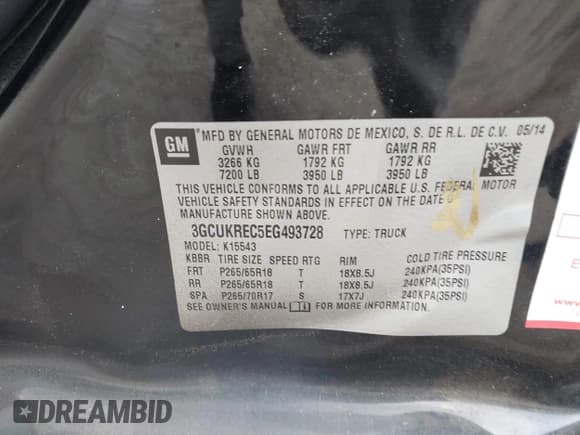 GM
MFD BY GENERAL MOTORS DE MEXICO, S. DE R.L. DE C.V. 05/14
GVWR GAWR FRT GAWR RR
3266 KG 1792 KG 1792 KG
7200 LB 3950 LB 3950 LB
THIS VEHICLE CONFORMS TO ALL APPLICABLE U.S. FEDERAL MOTOR
VEHICLE SAFETY STANDARDS IN EFFECT ON THE DATE OF
MANUFACTURE SHOWN ABOVE.
3GCUKREC5EG493728 TYPE: TRUCK
MODEL: K15543
KBBR TIRE SIZE SPEED RTG RIM COLD TIRE PRESSURE
FRT P265/65R18 T 18X8.5J 240KPA(35PSI)
RR P265/65R18 T 18X8.5J 240KPA(35PSI)
SPA P265/70R17 S 17X7J 240KPA(35PSI)
SEE OWNER'S MANUAL FOR MORE INFORMATION.
E
www.
DREAMBID